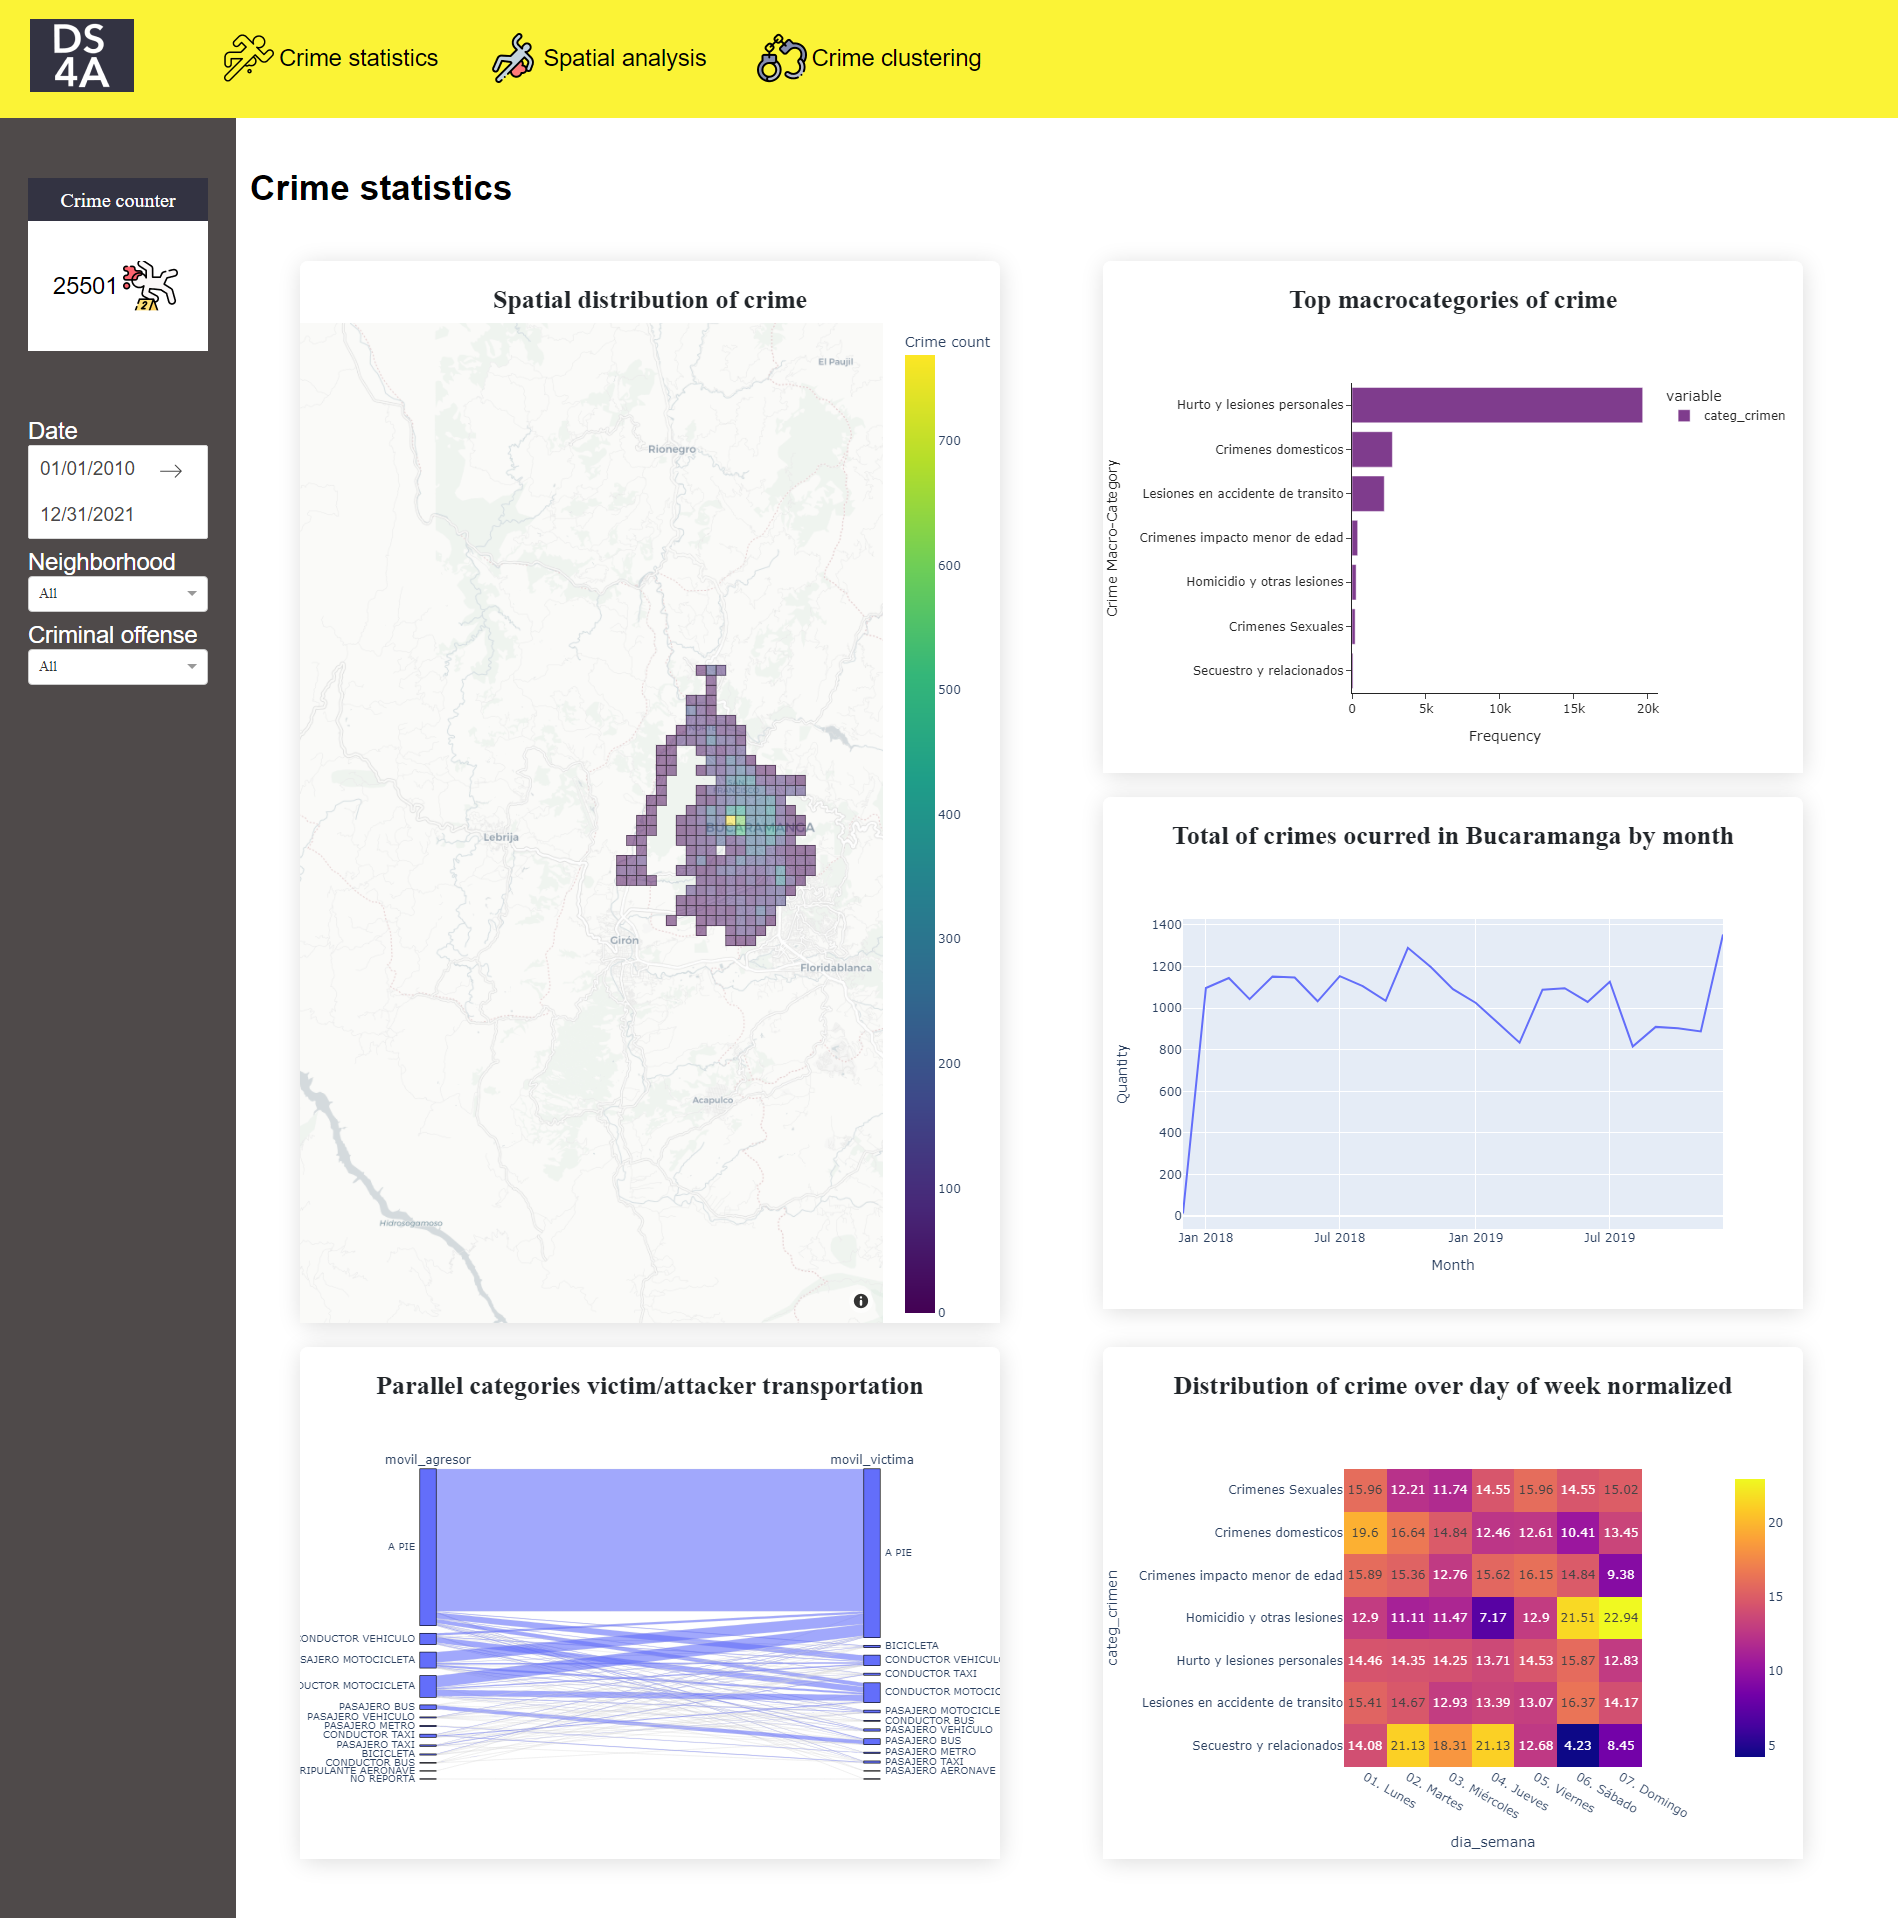 DS
4A
Crime statistics
Spatial analysis
Crime clustering
Crime counter
25501
Date
01/01/2010
12/31/2021
Neighborhood
All
Criminal offense
All
Crime statistics
Spatial distribution of crime
Crime count
El Paujil
Rionegro
Lebrija
NORTE
SAN
FRANCISCO
BUCARAMANGA
Girón
Floridablanca
Acapulco
Hidrosogamoso
700
600
500
400
300
200
100
0
Top macrocategories of crime
Crime Macro-Category
Hurto y lesiones personales
Crimenes domesticos
Lesiones en accidente de transito
Crimenes impacto menor de edad
Homicidio y otras lesiones
Crimenes Sexuales
Secuestro y relacionados
0 5k 10k 15k 20k
Frequency
variable
categ_crimen
Total of crimes ocurred in Bucaramanga by month
Quantity
1400
1200
1000
800
600
400
200
0
Jan 2018 Jul 2018 Jan 2019 Jul 2019
Month
Parallel categories victim/attacker transportation
movil_agresor
movil_victima
A PIE
CONDUCTOR VEHICULO
SAJERO MOTOCICLETA
DUCTOR MOTOCICLETA
PASAJERO BUS
PASAJERO VEHICULO
PASAJERO METRO
CONDUCTOR TAXI
PASAJERO TAXI
BICICLETA
CONDUCTOR BUS
RIPULANTE AERONAVE
NO REPORTA
A PIE
BICICLETA
CONDUCTOR VEHICULO
CONDUCTOR TAXI
CONDUCTOR MOTOCIC
PASAJERO MOTOCICLE
CONDUCTOR BUS
PASAJERO VEHICULO
PASAJERO BUS
PASAJERO METRO
PASAJERO TAXI
PASAJERO AERONAVE
Distribution of crime over day of week normalized
categ_crimen
Crimenes Sexuales 15.96 12.21 11.74 14.55 15.96 14.55 15.02
Crimenes domesticos 19.6 16.64 14.84 12.46 12.61 10.41 13.45
Crimenes impacto menor de edad 15.89 15.36 12.76 15.62 16.15 14.84 9.38
Homicidio y otras lesiones 12.9 11.11 11.47 7.17 12.9 21.51 22.94
Hurto y lesiones personales 14.46 14.35 14.25 13.71 14.53 15.87 12.83
Lesiones en accidente de transito 15.41 14.67 12.93 13.39 13.07 16.37 14.17
Secuestro y relacionados 14.08 21.13 18.31 21.13 12.68 4.23 8.45
01. Lunes 02. Martes 03. Miércoles 04. Jueves 05. Viernes 06. Sábado 07. Domingo
dia_semana
20
15
10
5